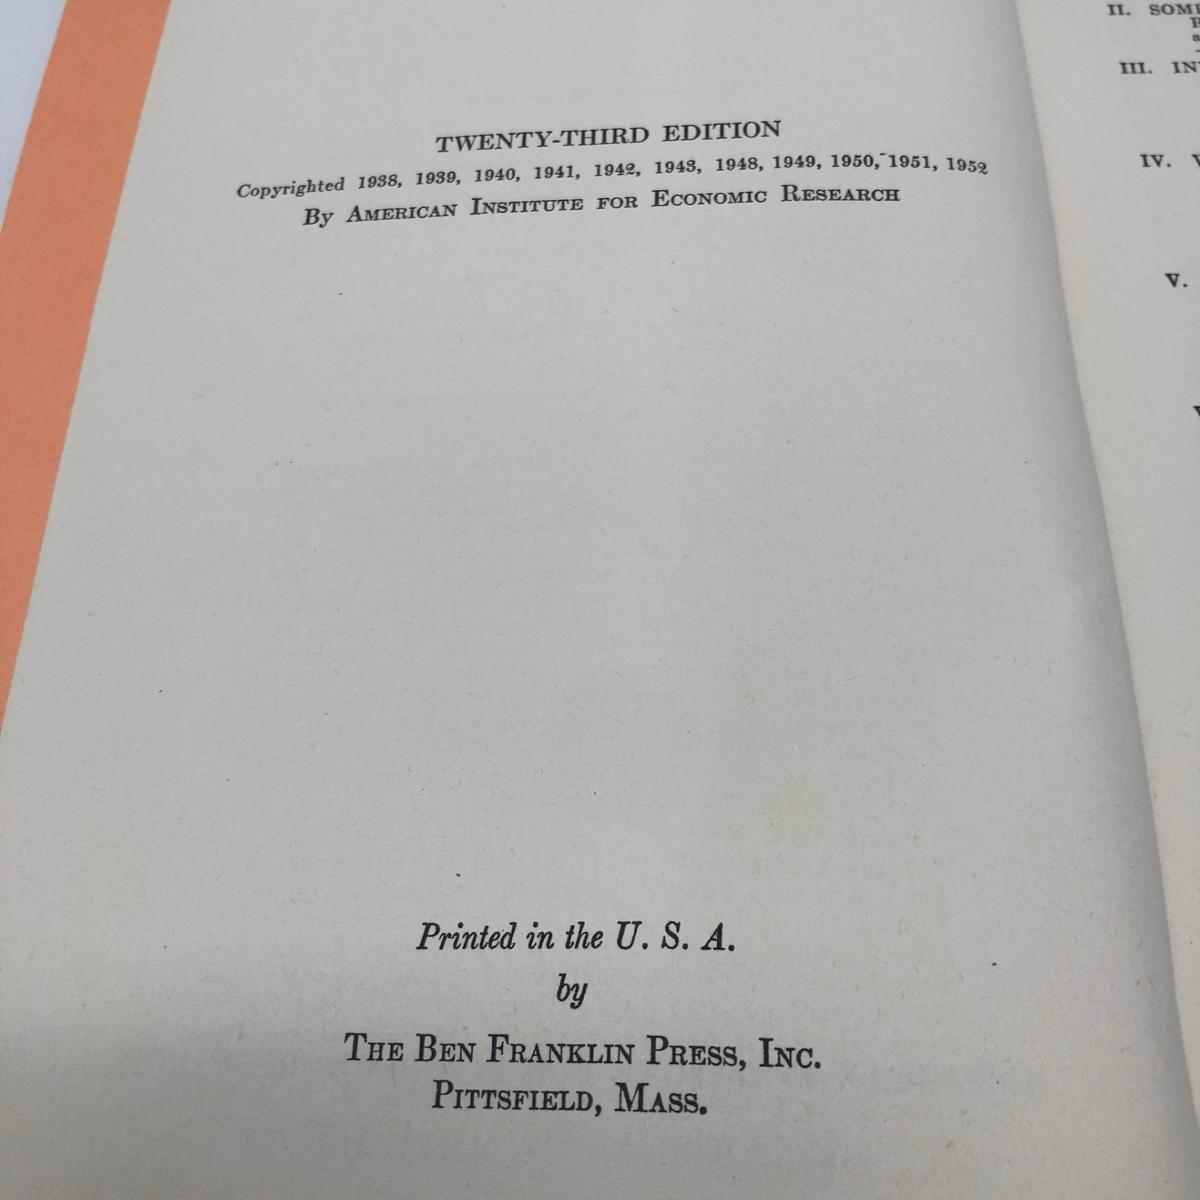 TWENTY-THIRD EDITION
Copyrighted 1938, 1939, 1940, 1941, 1942, 1943, 1948, 1949, 1950, 1951, 1952
By AMERICAN INSTITUTE FOR ECONOMIC RESEARCH
Printed in the U. S. A.
by
THE BEN FRANKLIN PRESS, INC.
PITTSFIELD, MASS.
II.
III.
IV.
V.